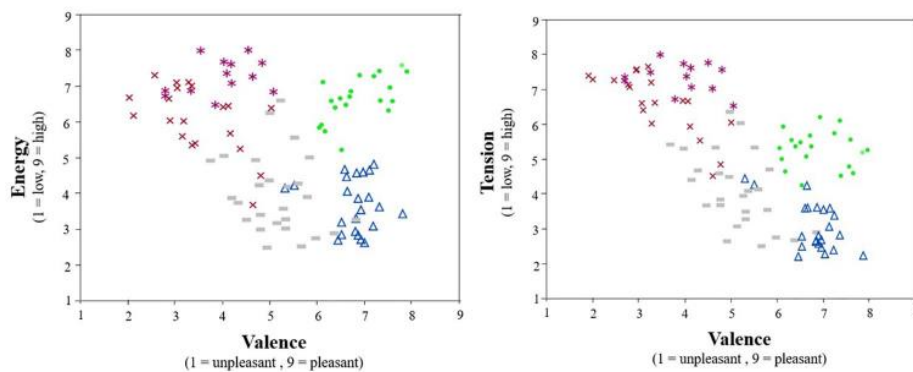 9
8
7
6
5
4
3
2
1
Energy
(1 = low, 9 = high)
1 2 3 4 5 6 7 8 9
Valence
(1 = unpleasant , 9 = pleasant)
9
8
7
6
5
4
3
2
1
Tension
(1 = low, 9 = high)
1 2 3 4 5 6 7 8
Valence
(1 = unpleasant , 9 = pleasant)